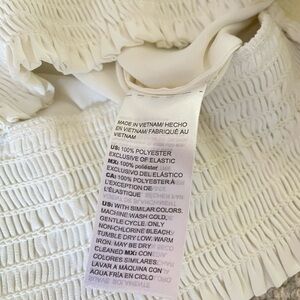 MADE IN VIETNAM/ HECHO
EN VIETNAM/ FABRIQUÉ AU
VIETNAM
US: 100% POLYESTER
EXCLUSIVE OF ELASTIC
MX: 100% poliéster
EXCLUSIVO DEL ELÁSTICO
CA: 100% POLYESTER À
L'EXCEPTION DE
L'ÉLASTIQUE
US: WITH SIMILAR COLORS.
MACHINE WASH COLD,
GENTLE CYCLE. ONLY
NON-CHLORINE BLEACH.
TUMBLE DRY LOW. WARM
IRON. MAY BE DRY
CLEANED MX: CON
COLORES SIMILARES.
LAVAR A MÁQUINA CON
AGUA FRÍA EN CICLO